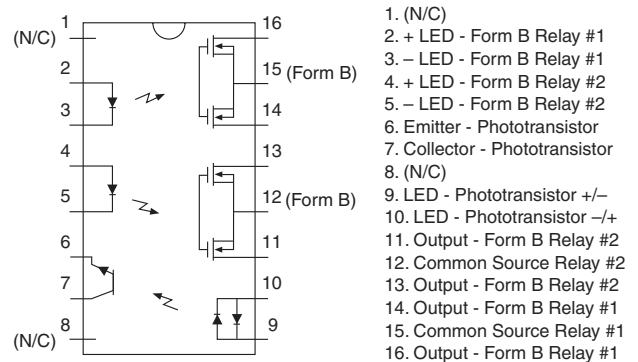 1
(N/C)
2
3
4
5
6
7
8
(N/C)
16
15 (Form B)
14
13
12 (Form B)
11
10
9
1. (N/C)
2. + LED - Form B Relay #1
3. – LED - Form B Relay #1
4. + LED - Form B Relay #2
5. – LED - Form B Relay #2
6. Emitter - Phototransistor
7. Collector - Phototransistor
8. (N/C)
9. LED - Phototransistor +/–
10. LED - Phototransistor –/+
11. Output - Form B Relay #2
12. Common Source Relay #2
13. Output - Form B Relay #2
14. Output - Form B Relay #1
15. Common Source Relay #1
16. Output - Form B Relay #1